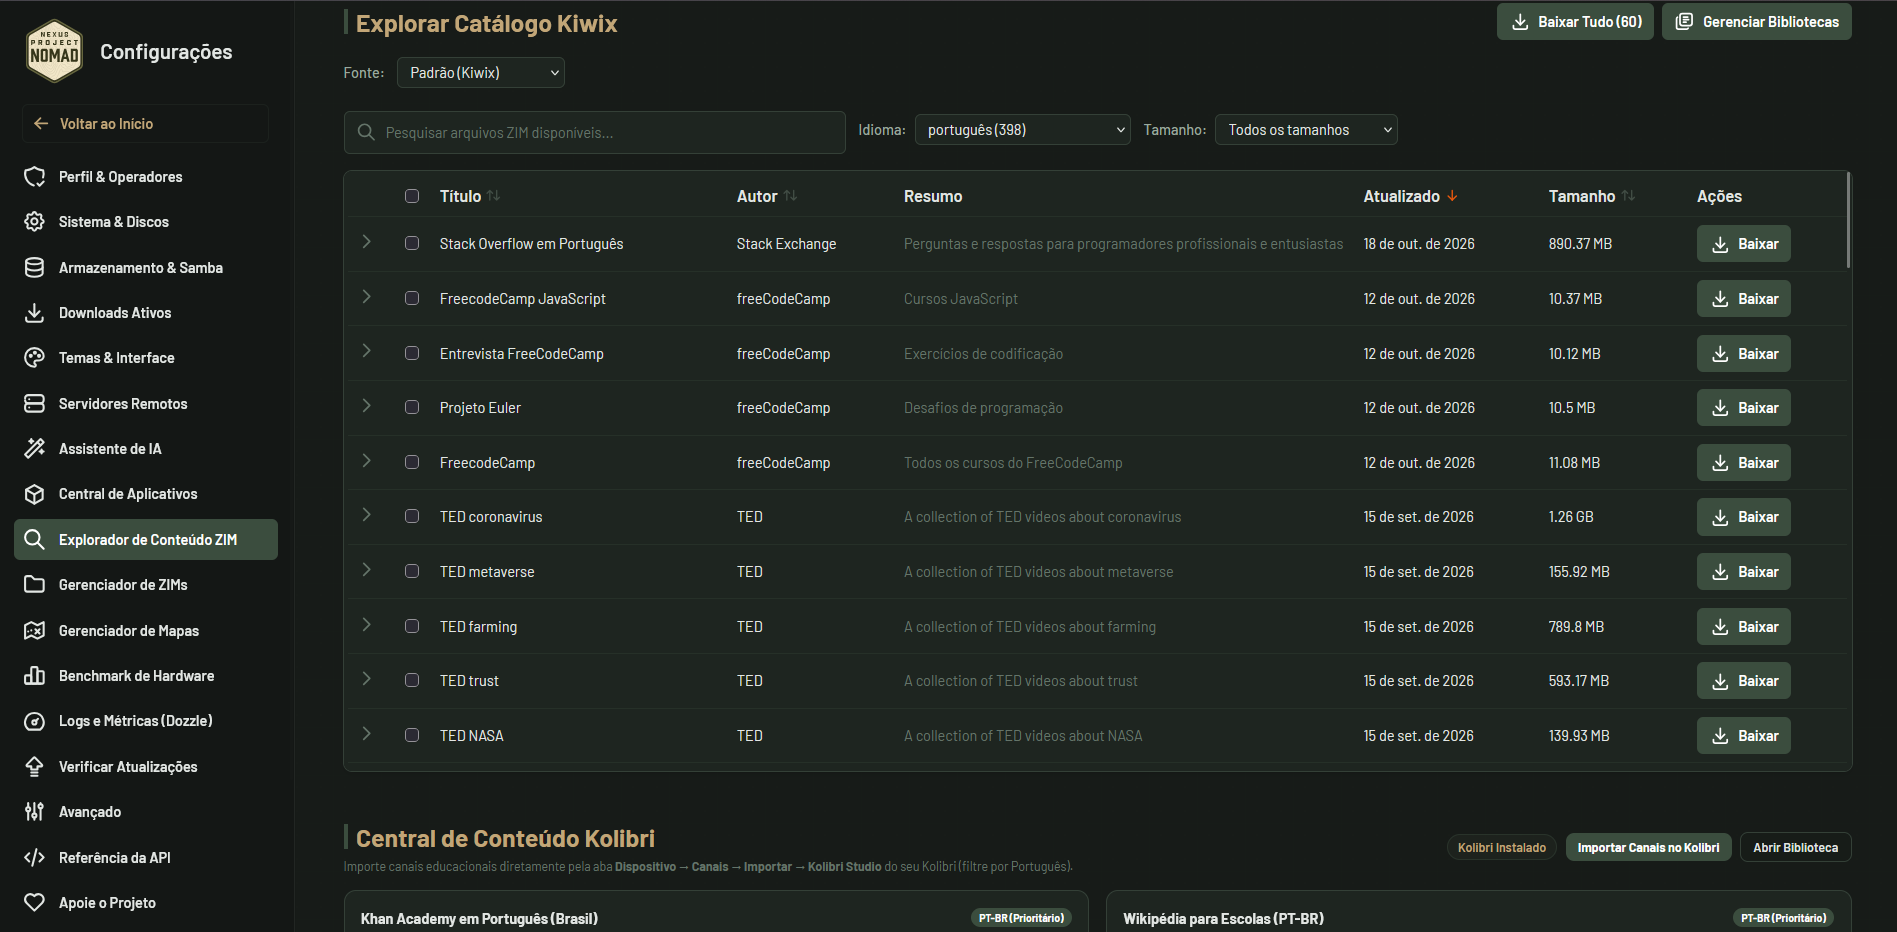 NEXUS
PROJECT
NOMAD
Configurações
Voltar ao Início
Perfil & Operadores
Sistema & Discos
Armazenamento & Samba
Downloads Ativos
Temas & Interface
Servidores Remotos
Assistente de IA
Central de Aplicativos
Explorador de Conteúdo ZIM
Gerenciador de ZIMs
Gerenciador de Mapas
Benchmark de Hardware
Logs e Métricas (Dozzle)
Verificar Atualizações
Avançado
Referência da API
Apoie o Projeto
Explorar Catálogo Kiwix
Baixar Tudo (60)
Gerenciar Bibliotecas
Fonte: Padrão (Kiwix)
Pesquisar arquivos ZIM disponíveis...
Idioma: português (398)
Tamanho: Todos os tamanhos
Título Autor Resumo Atualizado Tamanho Ações
Stack Overflow em Português Stack Exchange Perguntas e respostas para programadores profissionais e entusiastas 18 de out. de 2026 890.37 MB Baixar
FreecodeCamp JavaScript freeCodeCamp Cursos JavaScript 12 de out. de 2026 10.37 MB Baixar
Entrevista FreeCodeCamp freeCodeCamp Exercícios de codificação 12 de out. de 2026 10.12 MB Baixar
Projeto Euler freeCodeCamp Desafios de programação 12 de out. de 2026 10.5 MB Baixar
FreecodeCamp freeCodeCamp Todos os cursos do FreeCodeCamp 12 de out. de 2026 11.08 MB Baixar
TED coronavirus TED A collection of TED videos about coronavirus 15 de set. de 2026 1.26 GB Baixar
TED metaverse TED A collection of TED videos about metaverse 15 de set. de 2026 155.92 MB Baixar
TED farming TED A collection of TED videos about farming 15 de set. de 2026 789.8 MB Baixar
TED trust TED A collection of TED videos about trust 15 de set. de 2026 593.17 MB Baixar
TED NASA TED A collection of TED videos about NASA 15 de set. de 2026 139.93 MB Baixar
Central de Conteúdo Kolibri
Kolibri Instalado
Importar Canais no Kolibri
Abrir Biblioteca
Importe canais educacionais diretamente pela aba Dispositivo → Canais → Importar → Kolibri Studio do seu Kolibri (filtre por Português).
Khan Academy em Português (Brasil) PT-BR (Prioritário)
Wikipédia para Escolas (PT-BR) PT-BR (Prioritário)